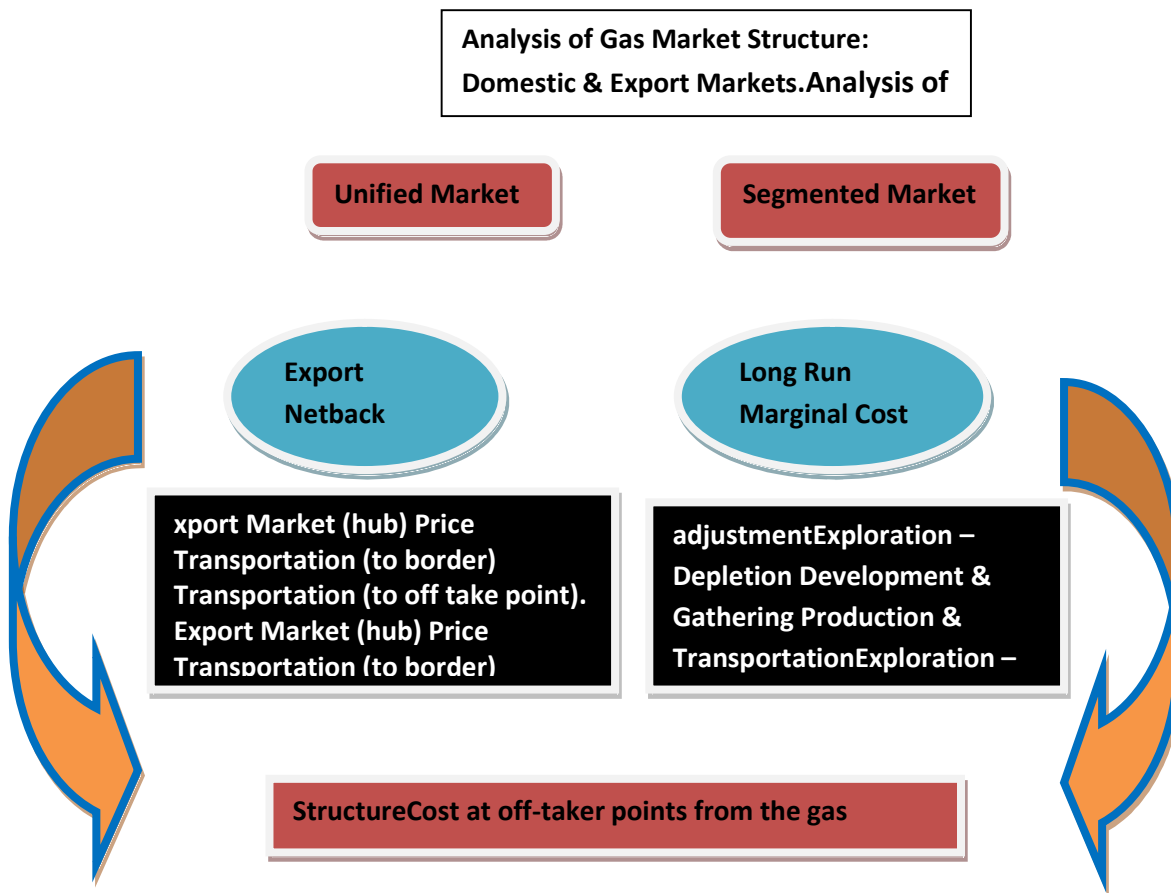 Analysis of Gas Market Structure:
Domestic & Export Markets.Analysis of
Unified Market
Segmented Market
Export
Netback
Long Run
Marginal Cost
xport Market (hub) Price
Transportation (to border)
Transportation (to off take point).
Export Market (hub) Price
Transportation (to border)
adjustmentExploration –
Depletion Development &
Gathering Production &
TransportationExploration –
StructureCost at off-taker points from the gas